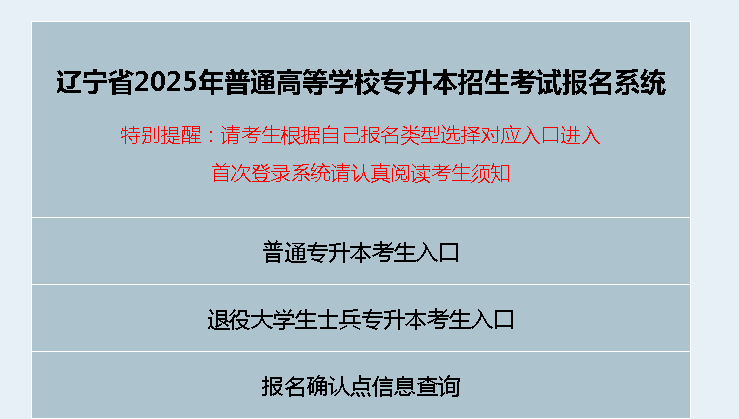 辽宁省2025年普通高等学校专升本招生考试报名系统
特别提醒：请考生根据自己报名类型选择对应入口进入
首次登录系统请认真阅读考生须知
普通专升本考生入口
退役大学生士兵专升本考生入口
报名确认点信息查询